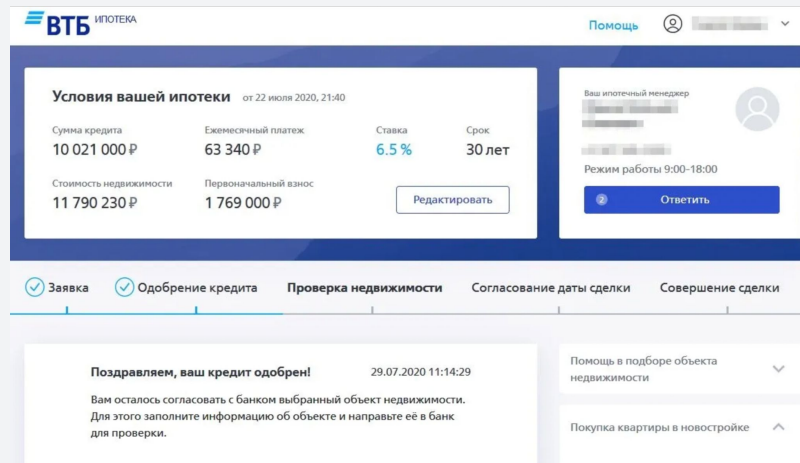 ВТБ ИПОТЕКА
Помощь
Условия вашей ипотеки от 22 июля 2020, 21:40
Сумма кредита Ежемесячный платеж Ставка Срок
10 021 000 ₽ 63 340 ₽ 6.5 % 30 лет
Стоимость недвижимости Первоначальный взнос
11 790 230 ₽ 1 769 000 ₽
Редактировать
Ваш ипотечный менеджер
Режим работы 9:00-18:00
2 Ответить
Заявка Одобрение кредита Проверка недвижимости Согласование даты сделки Совершение сделки
Поздравляем, ваш кредит одобрен! 29.07.2020 11:14:29
Вам осталось согласовать с банком выбранный объект недвижимости.
Для этого заполните информацию об объекте и направьте её в банк
для проверки.
Помощь в подборе объекта
недвижимости
Покупка квартиры в новостройке